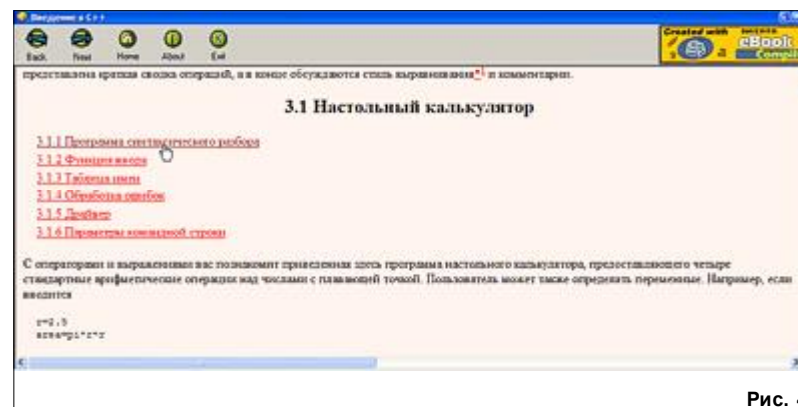 Введение в C++
Created with
eBook
Compil
Back Next Home About Exit
представлена краткая сводка операций, а в конце обсуждаются стиль выравнивания*1 и комментарии.
3.1 Настольный калькулятор
3.1.1 Программа синтаксического разбора
3.1.2 Функция ввода
3.1.3 Таблица имен
3.1.4 Обработка ошибок
3.1.5 Драйвер
3.1.6 Параметры командной строки
С операторами и выражениями вас познакомит приведенная здесь программа настольного калькулятора, предоставляющего четыре
стандартные арифметические операции над числами с плавающей точкой. Пользователь может также определять переменные. Например, если
вводится
r=2.5
area=pi*r*r
Рис.